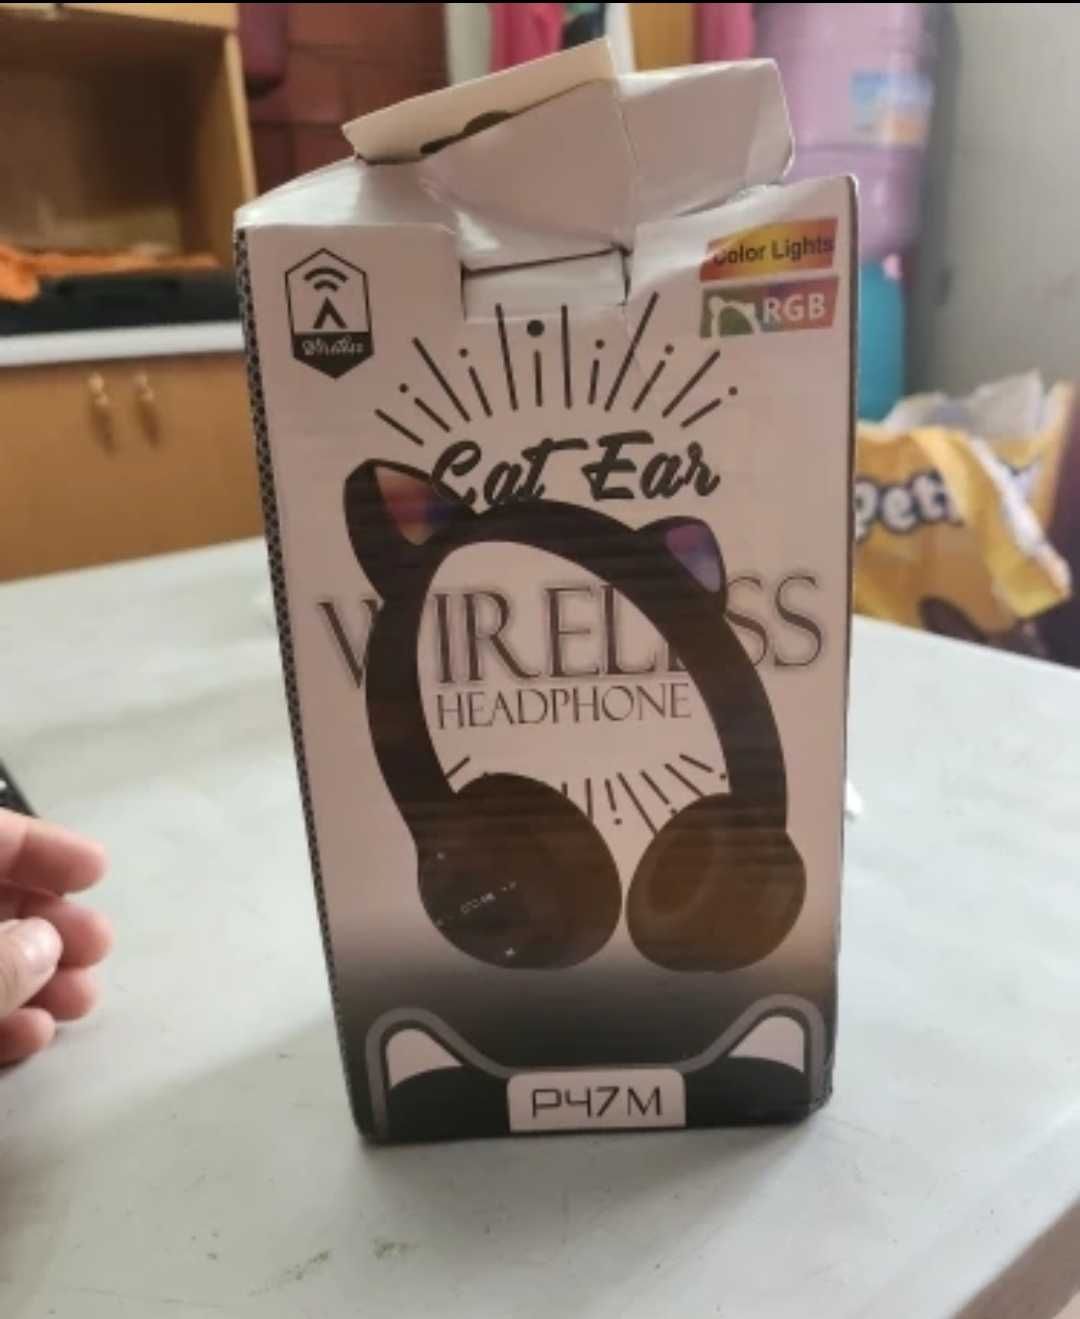 Color Lights
RGB
Cat Ear
WIRELESS
HEADPHONE
P47M